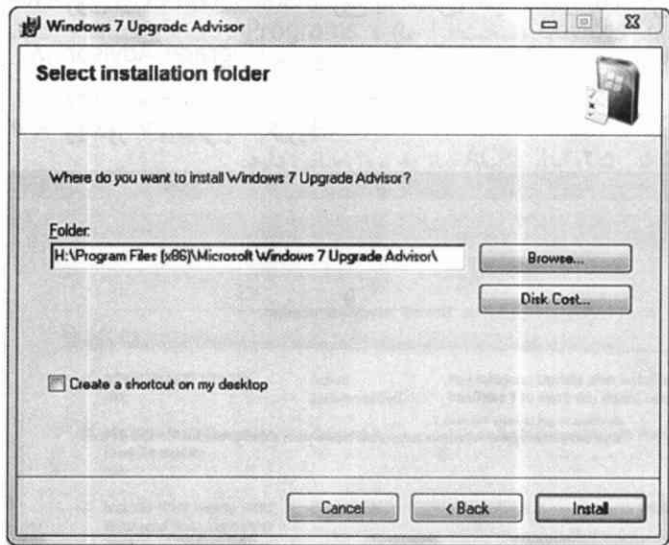 Windows 7 Upgrade Advisor
Select installation folder
Where do you want to install Windows 7 Upgrade Advisor?
Folder:
H:\Program Files (x86)\Microsoft Windows 7 Upgrade Advisor\
Browse...
Disk Cost...
Create a shortcut on my desktop
Cancel
< Back
Install